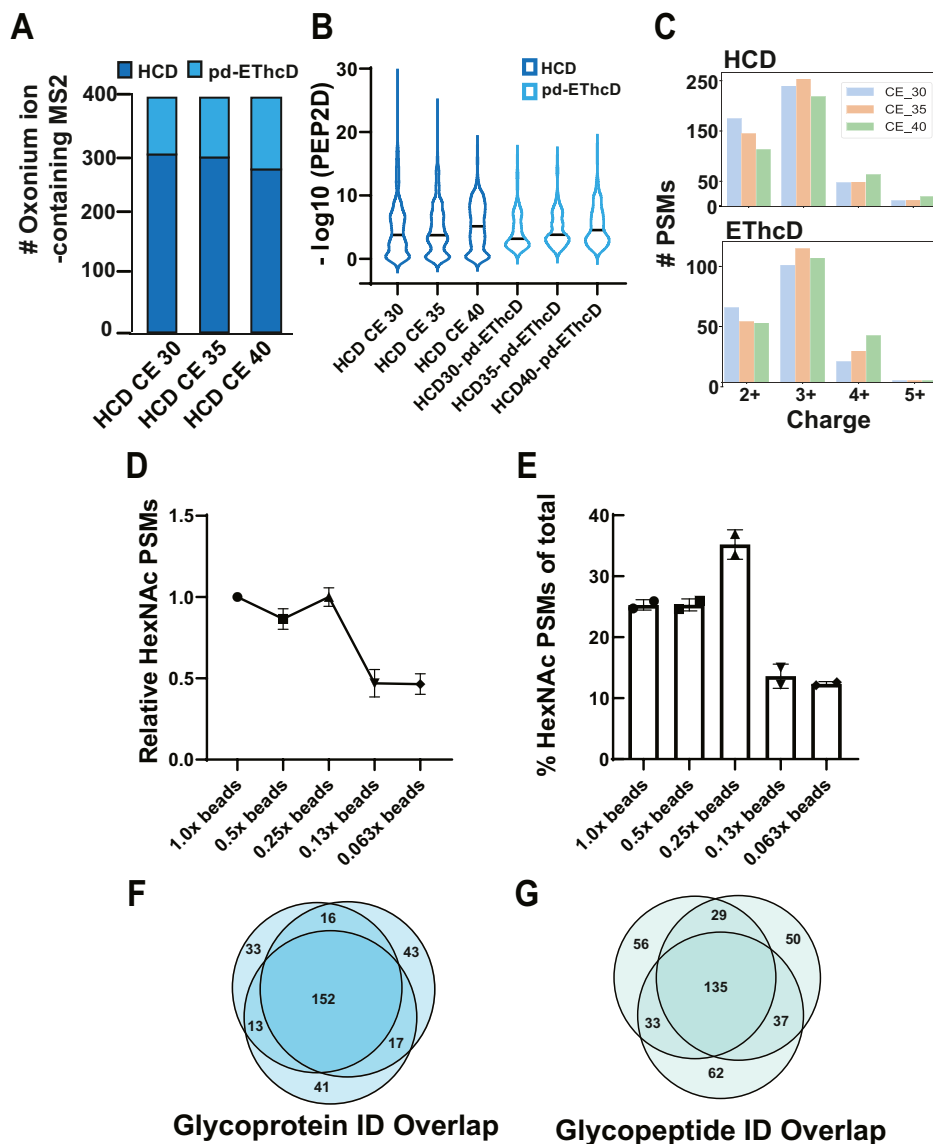 A
HCD pd-EThcD
# Oxonium ion
-containing MS2
400
300
200
100
0
HCD CE 30
HCD CE 35
HCD CE 40
B
HCD
pd-EThcD
- log10 (PEP2D)
30
20
10
0
HCD CE 30
HCD CE 35
HCD CE 40
HCD30- pd-EThcD
HCD35- pd-EThcD
HCD40- pd-EThcD
C
HCD
CE_30
CE_35
CE_40
250
150
50
0
# PSMs
EThcD
100
50
0
2+ 3+ 4+ 5+
Charge
D
Relative HexNAc PSMs
1.5
1.0
0.5
0.0
1.0x beads
0.5x beads
0.25x beads
0.13x beads
0.063x beads
E
% HexNAc PSMs of total
40
30
20
10
0
1.0x beads
0.5x beads
0.25x beads
0.13x beads
0.063x beads
F
16
33
43
152
13
17
41
Glycoprotein ID Overlap
G
29
56
50
135
33
37
62
Glycopeptide ID Overlap